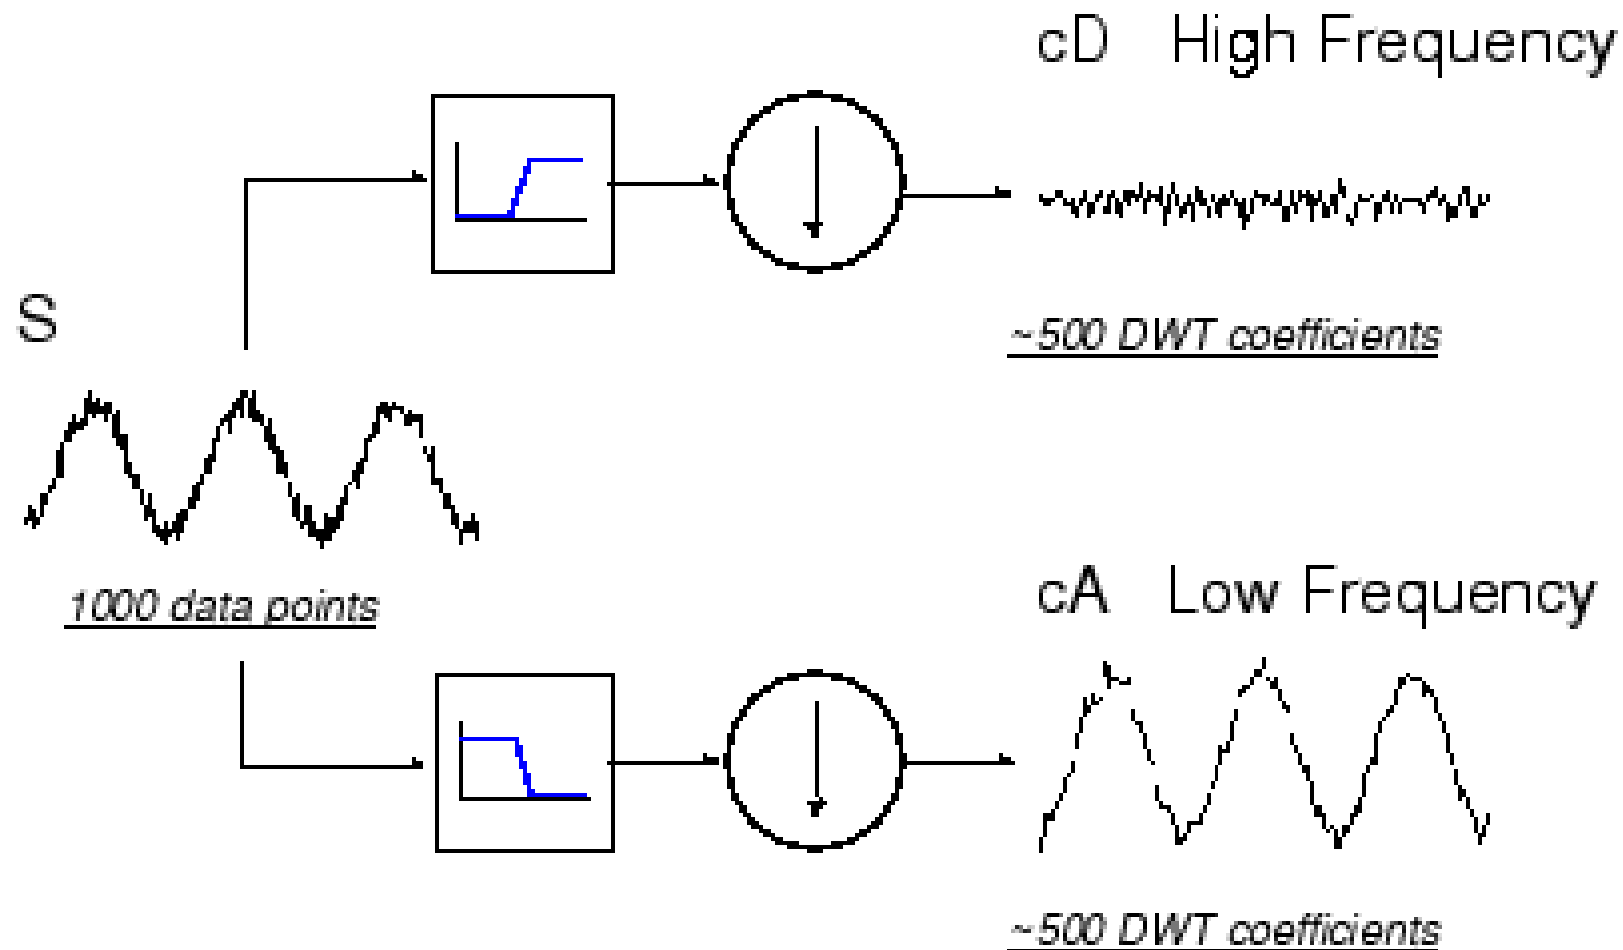 cD High Frequency
S
~500 DWT coefficients
1000 data points
cA Low Frequency
~500 DWT coefficients